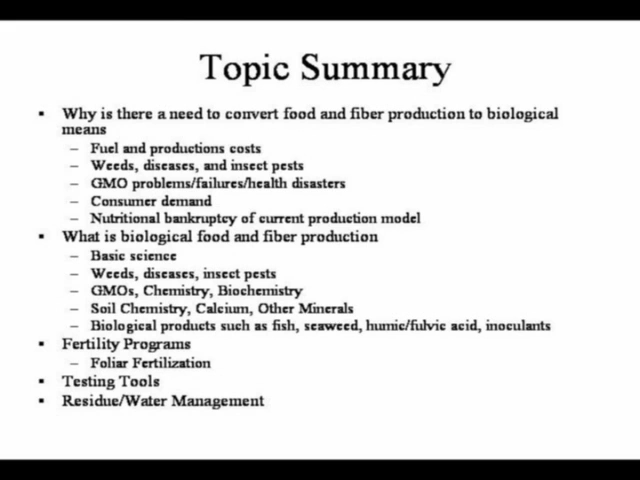 Topic Summary
▪ Why is there a need to convert food and fiber production to biological
means
– Fuel and productions costs
– Weeds, diseases, and insect pests
– GMO problems/failures/health disasters
– Consumer demand
– Nutritional bankruptcy of current production model
▪ What is biological food and fiber production
– Basic science
– Weeds, diseases, insect pests
– GMOs, Chemistry, Biochemistry
– Soil Chemistry, Calcium, Other Minerals
– Biological products such as fish, seaweed, humic/fulvic acid, inoculants
▪ Fertility Programs
– Foliar Fertilization
▪ Testing Tools
▪ Residue/Water Management